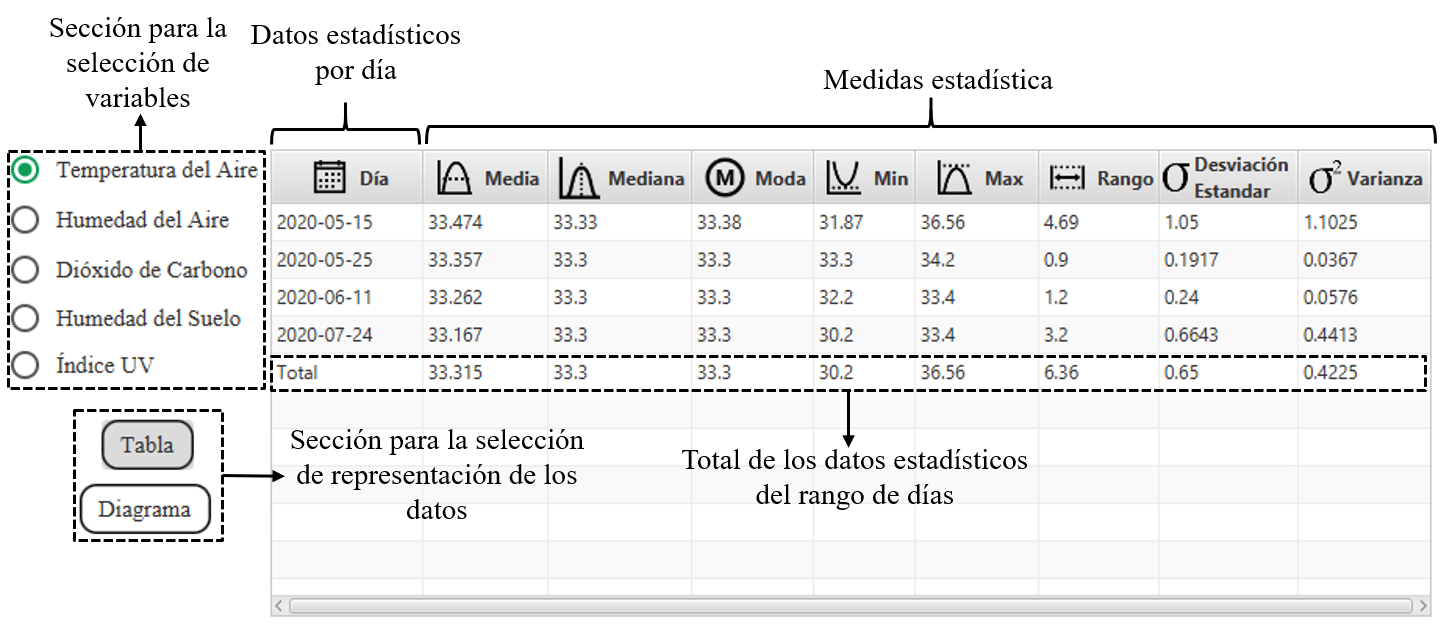 Sección para la
selección de
variables
Datos estadísticos
por día
Medidas estadística
Temperatura del Aire
Humedad del Aire
Dióxido de Carbono
Humedad del Suelo
Índice UV
Día Media Mediana M Moda Min Max Rango σ Desviación Estandar σ² Varianza
2020-05-15 33.474 33.33 33.38 31.87 36.56 4.69 1.05 1.1025
2020-05-25 33.357 33.3 33.3 33.3 34.2 0.9 0.1917 0.0367
2020-06-11 33.262 33.3 33.3 32.2 33.4 1.2 0.24 0.0576
2020-07-24 33.167 33.3 33.3 30.2 33.4 3.2 0.6643 0.4413
Total 33.315 33.3 33.3 30.2 36.56 6.36 0.65 0.4225
Tabla
Diagrama
Sección para la selección
de representación de los
datos
Total de los datos estadísticos
del rango de días